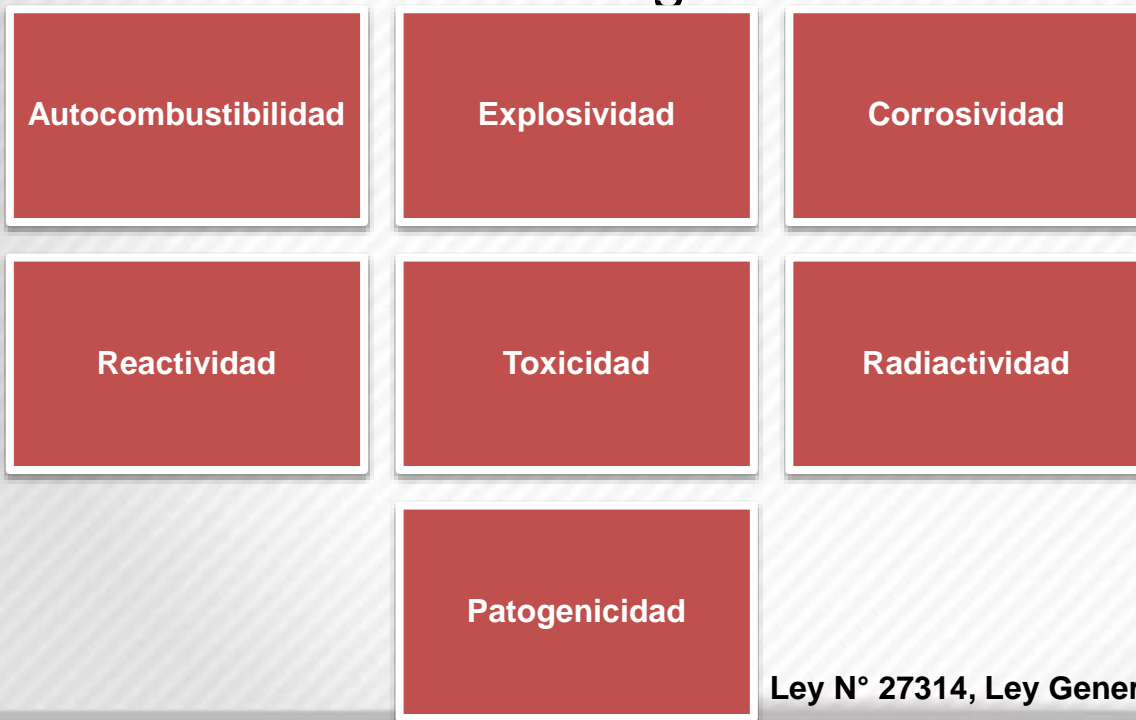 Autocombustibilidad
Explosividad
Corrosividad
Reactividad
Toxicidad
Radiactividad
Patogenicidad
Ley N° 27314, Ley